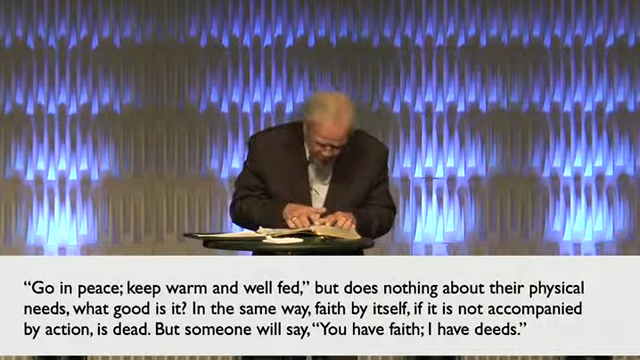 “Go in peace; keep warm and well fed,” but does nothing about their physical
needs, what good is it? In the same way, faith by itself, if it is not accompanied
by action, is dead. But someone will say, “You have faith; I have deeds.”